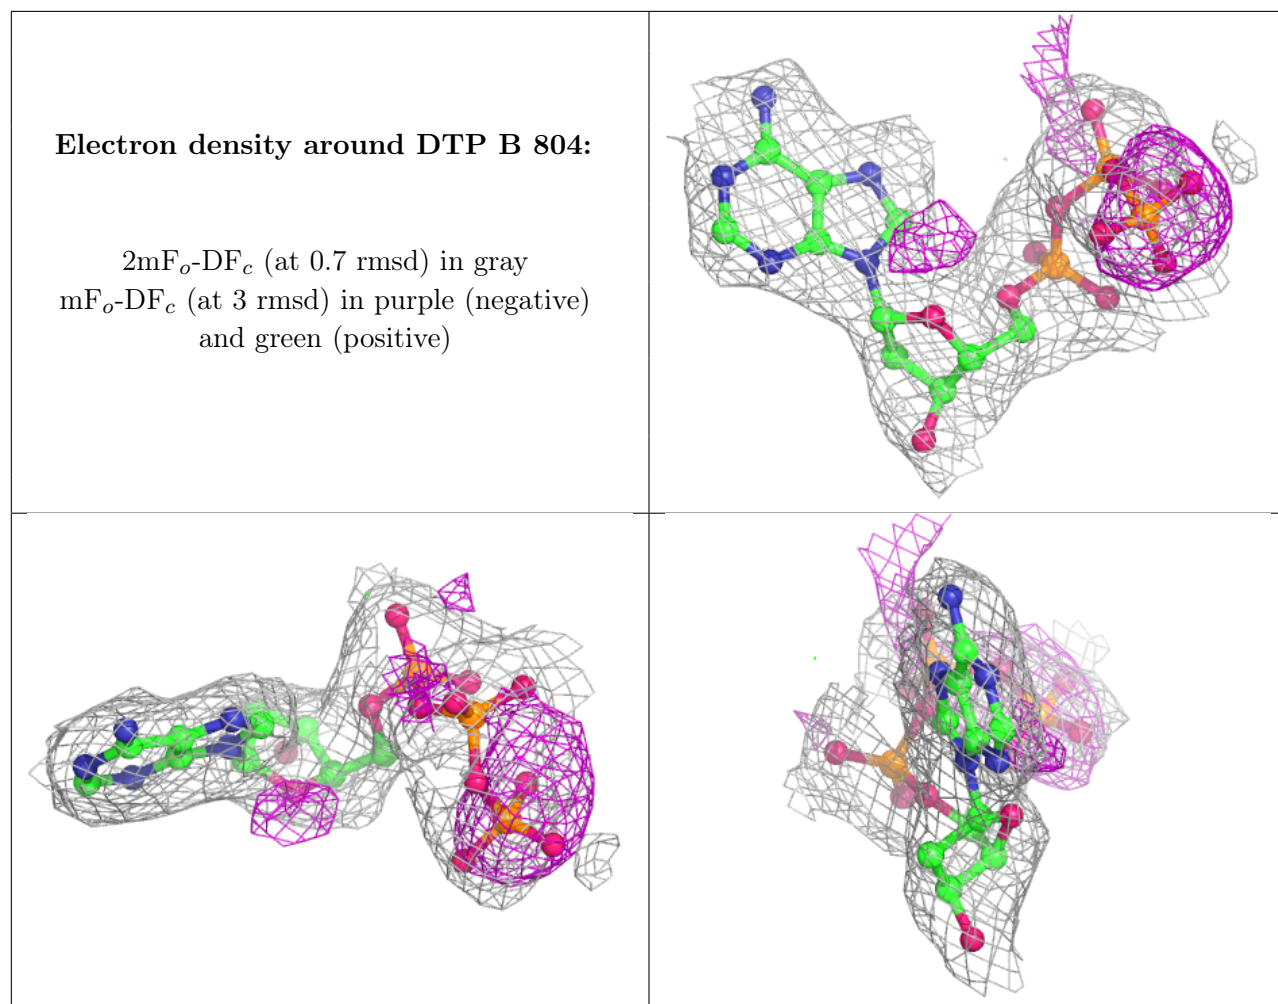 Electron density around DTP B 804:
2mFo-DFc (at 0.7 rmsd) in gray
mFo-DFc (at 3 rmsd) in purple (negative)
and green (positive)